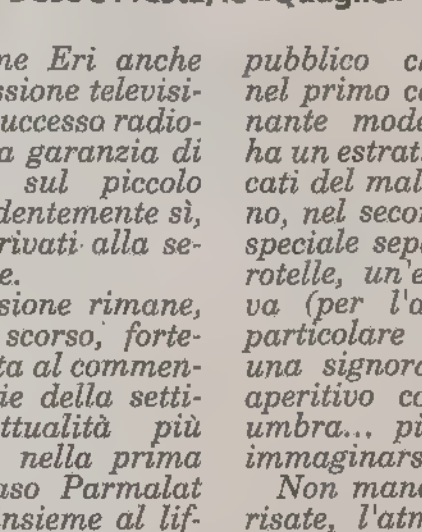 me Eri anche
ssione televisi-
uccesso radio-
a garanzia di
sul piccolo
dentemente sì,
rivati alla se-
e.
sione rimane,
scorso, forte-
ta al commen-
ie della setti-
ttualità più
nella prima
aso Parmalat
nsieme al lif-
pubblico c
nel primo c
nante mode
ha un estrat
cati del mal
no, nel secon
speciale sep
rotelle, un'e
va (per l'a
particolare
una signora
aperitivo co
umbra... pi
immaginars
Non manc
risate, l'atm